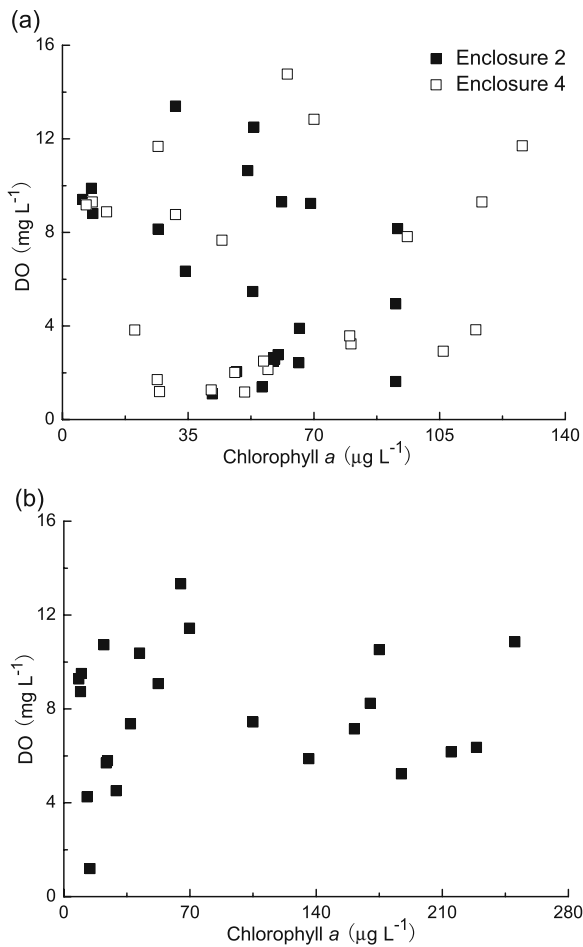 (a)
16
12
8
4
0
DO (mg L-1)
Enclosure 2
Enclosure 4
0 35 70 105 140
Chlorophyll a (μg L-1)
(b)
16
12
8
4
0
DO (mg L-1)
0 70 140 210 280
Chlorophyll a (μg L-1)